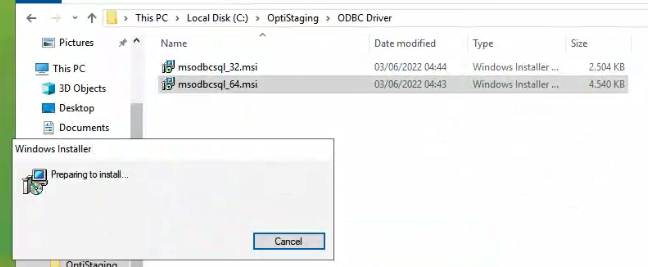 This PC > Local Disk (C:) > OptiStaging > ODBC Driver
Pictures
This PC
3D Objects
Desktop
Documents
Name Date modified Type Size
msodbcsql_32.msi 03/06/2022 04:44 Windows Installer ... 2.504 KB
msodbcsql_64.msi 03/06/2022 04:43 Windows Installer ... 4.540 KB
Windows Installer
Preparing to install...
Cancel
OptiStaging